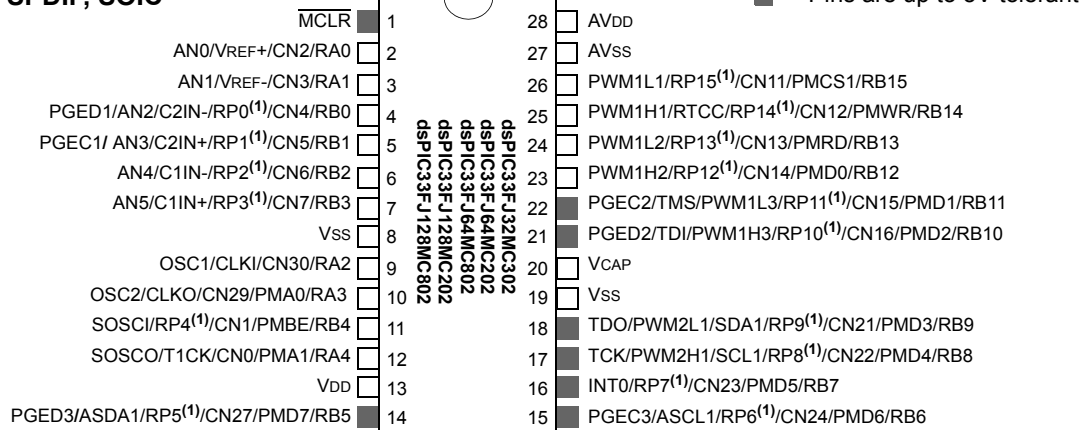 MCLR 1
AN0/VREF+/CN2/RA0 2
AN1/VREF-/CN3/RA1 3
PGED1/AN2/C2IN-/RP0(1)/CN4/RB0 4
PGEC1/ AN3/C2IN+/RP1(1)/CN5/RB1 5
AN4/C1IN-/RP2(1)/CN6/RB2 6
AN5/C1IN+/RP3(1)/CN7/RB3 7
VSS 8
OSC1/CLKI/CN30/RA2 9
OSC2/CLKO/CN29/PMA0/RA3 10
SOSCI/RP4(1)/CN1/PMBE/RB4 11
SOSCO/T1CK/CN0/PMA1/RA4 12
VDD 13
PGED3/ASDA1/RP5(1)/CN27/PMD7/RB5 14
dsPIC33FJ32MC302
dsPIC33FJ64MC202
dsPIC33FJ64MC802
dsPIC33FJ128MC202
dsPIC33FJ128MC802
28 AVDD
27 AVSS
26 PWM1L1/RP15(1)/CN11/PMCS1/RB15
25 PWM1H1/RTCC/RP14(1)/CN12/PMWR/RB14
24 PWM1L2/RP13(1)/CN13/PMRD/RB13
23 PWM1H2/RP12(1)/CN14/PMD0/RB12
22 PGEC2/TMS/PWM1L3/RP11(1)/CN15/PMD1/RB11
21 PGED2/TDI/PWM1H3/RP10(1)/CN16/PMD2/RB10
20 VCAP
19 VSS
18 TDO/PWM2L1/SDA1/RP9(1)/CN21/PMD3/RB9
17 TCK/PWM2H1/SCL1/RP8(1)/CN22/PMD4/RB8
16 INT0/RP7(1)/CN23/PMD5/RB7
15 PGEC3/ASCL1/RP6(1)/CN24/PMD6/RB6